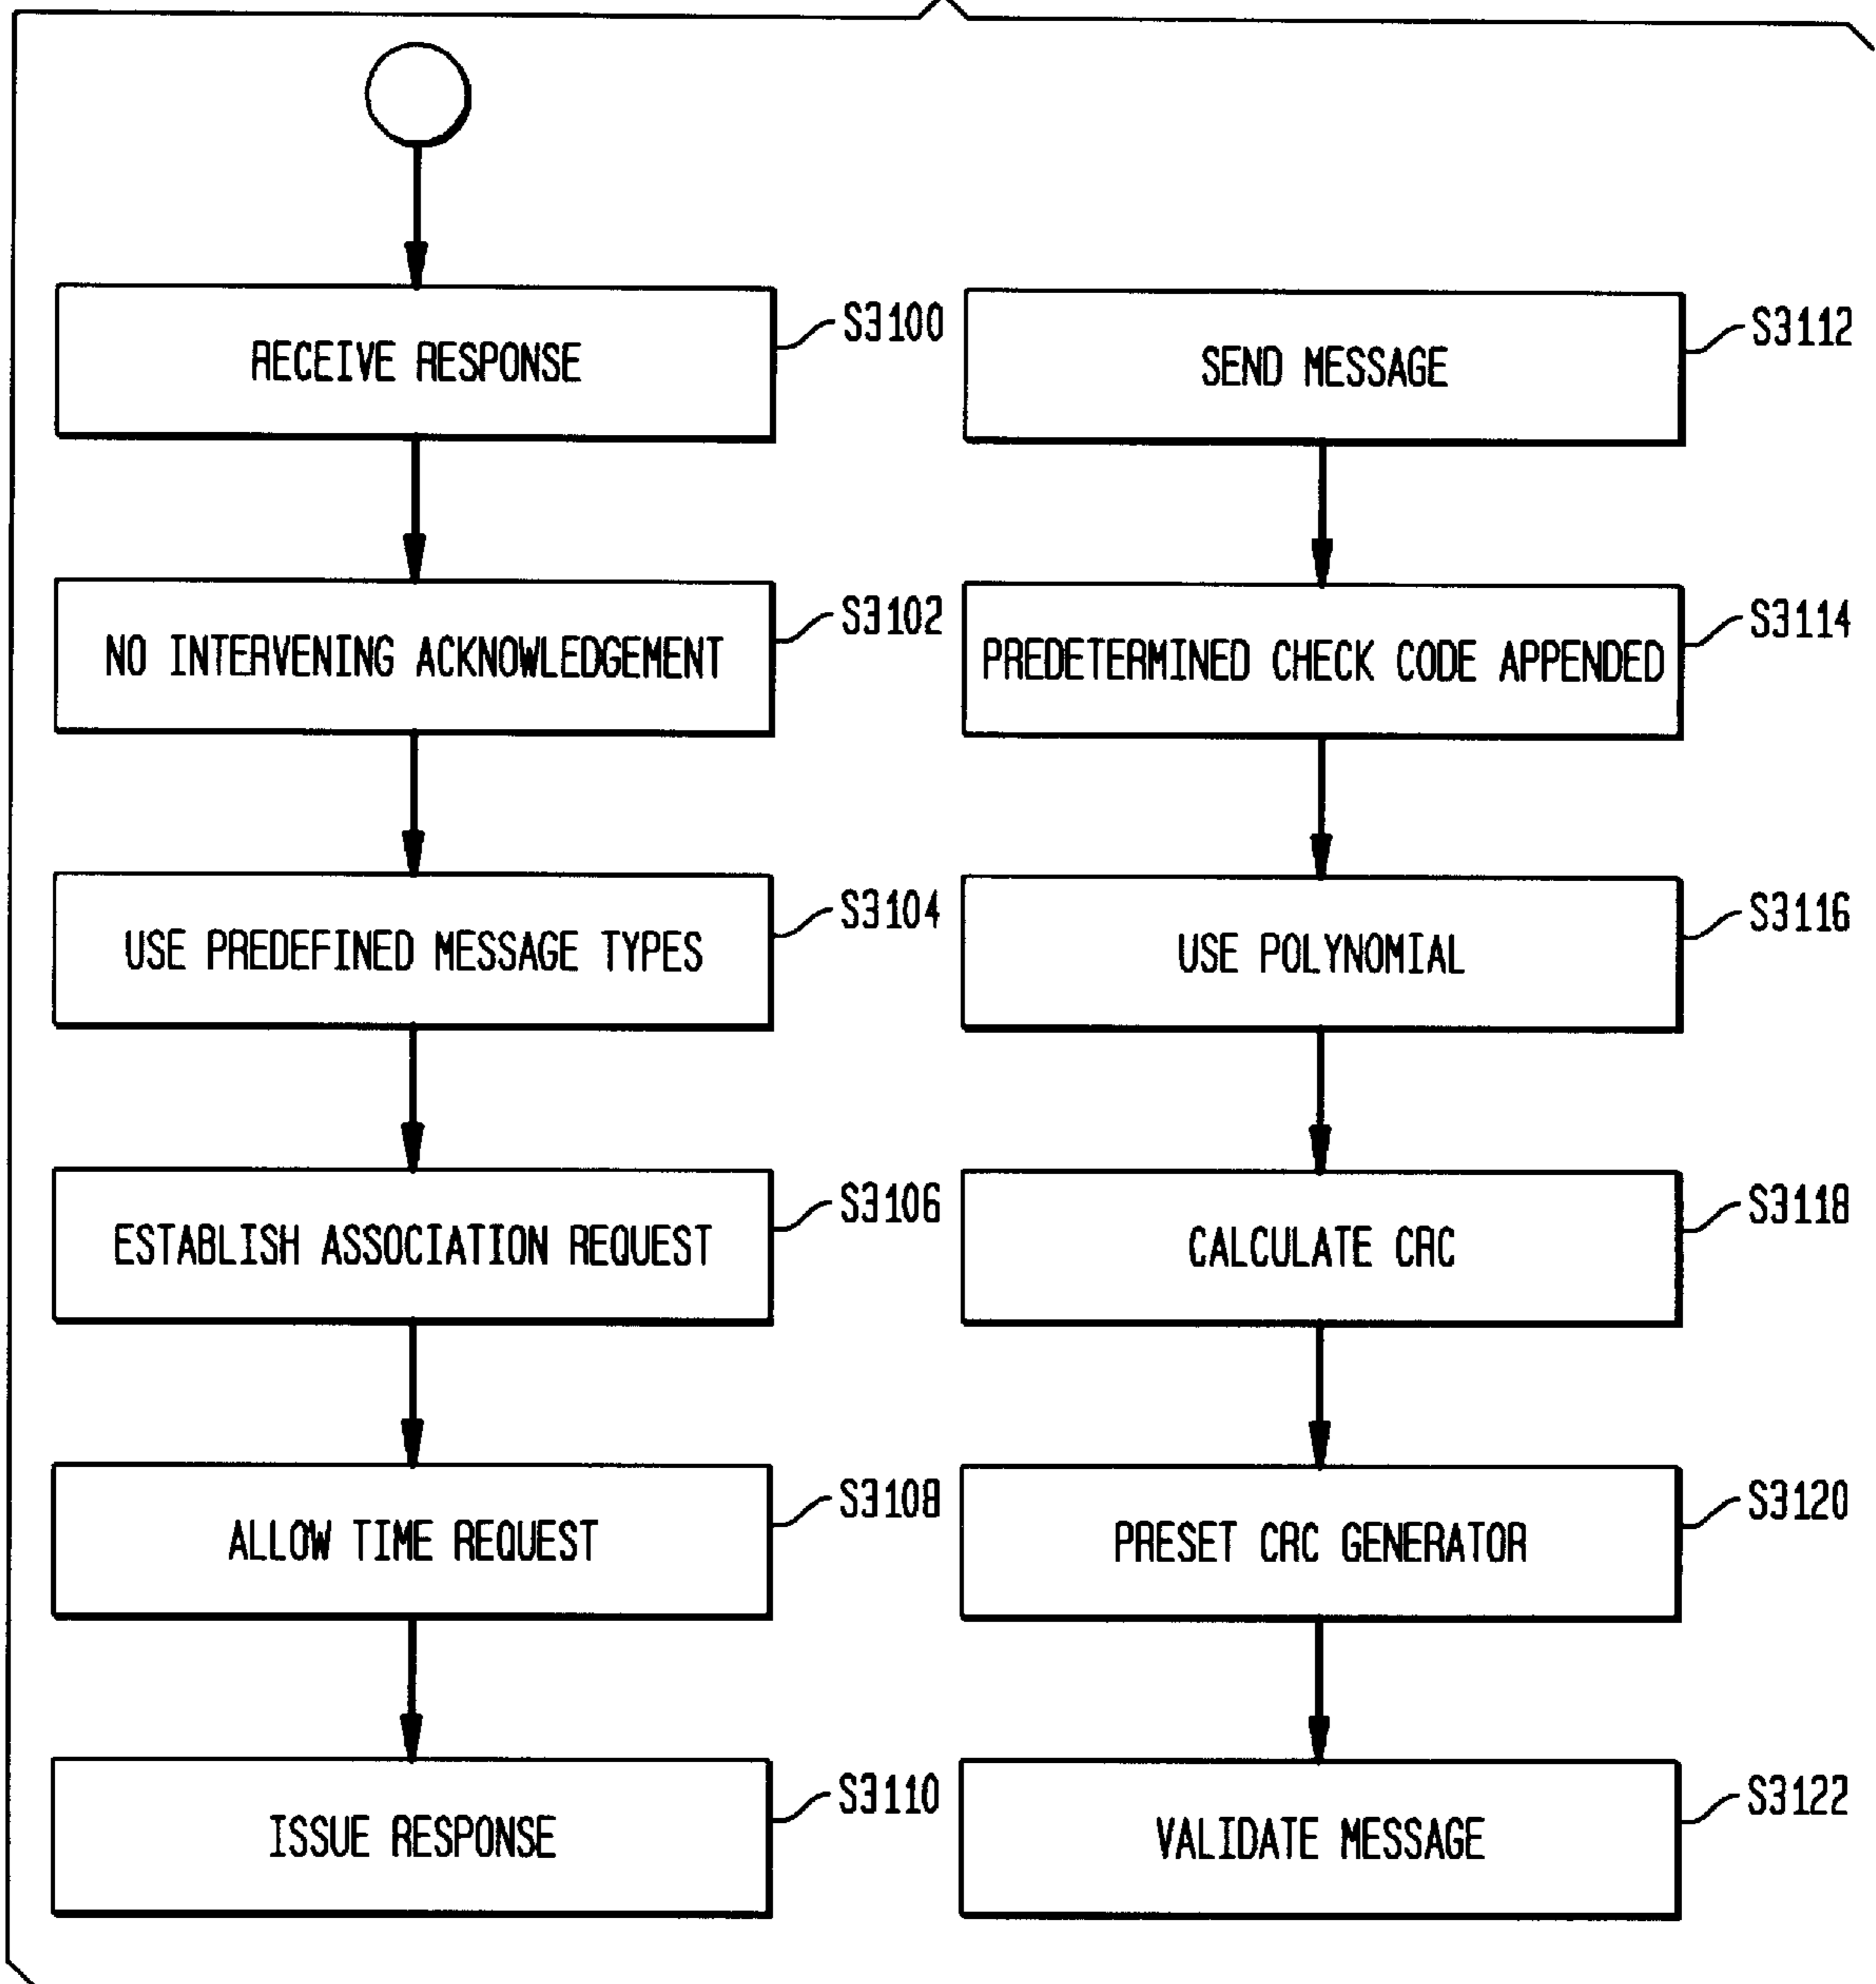 RECEIVE RESPONSE
S3100
NO INTERVENING ACKNOWLEDGEMENT
S3102
USE PREDEFINED MESSAGE TYPES
S3104
ESTABLISH ASSOCIATION REQUEST
S3106
ALLOW TIME REQUEST
S3108
ISSUE RESPONSE
S3110
SEND MESSAGE
S3112
PREDETERMINED CHECK CODE APPENDED
S3114
USE POLYNOMIAL
S3116
CALCULATE CRC
S3118
PRESET CRC GENERATOR
S3120
VALIDATE MESSAGE
S3122